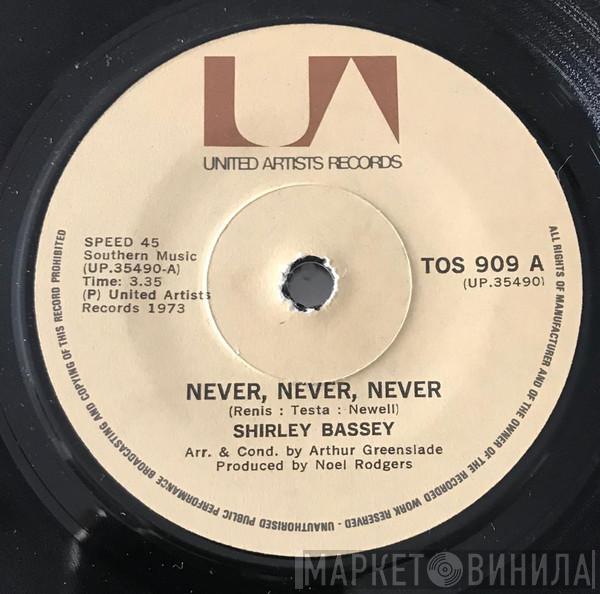 UA
UNITED ARTISTS RECORDS
SPEED 45
Southern Music
(UP.35490-A)
Time: 3.35
(P) United Artists
Records 1973
TOS 909 A
(UP.35490)
NEVER, NEVER, NEVER
(Renis : Testa : Newell)
SHIRLEY BASSEY
Arr. & Cond. by Arthur Greenslade
Produced by Noel Rodgers
ALL RIGHTS OF MANUFACTURER AND OF THE OWNER OF THE RECORDED WORK RESERVED - UNAUTHORISED PUBLIC PERFORMANCE BROADCASTING AND COPYING OF THIS RECORD PROHIBITED
МАРКЕТ ВИНИЛА